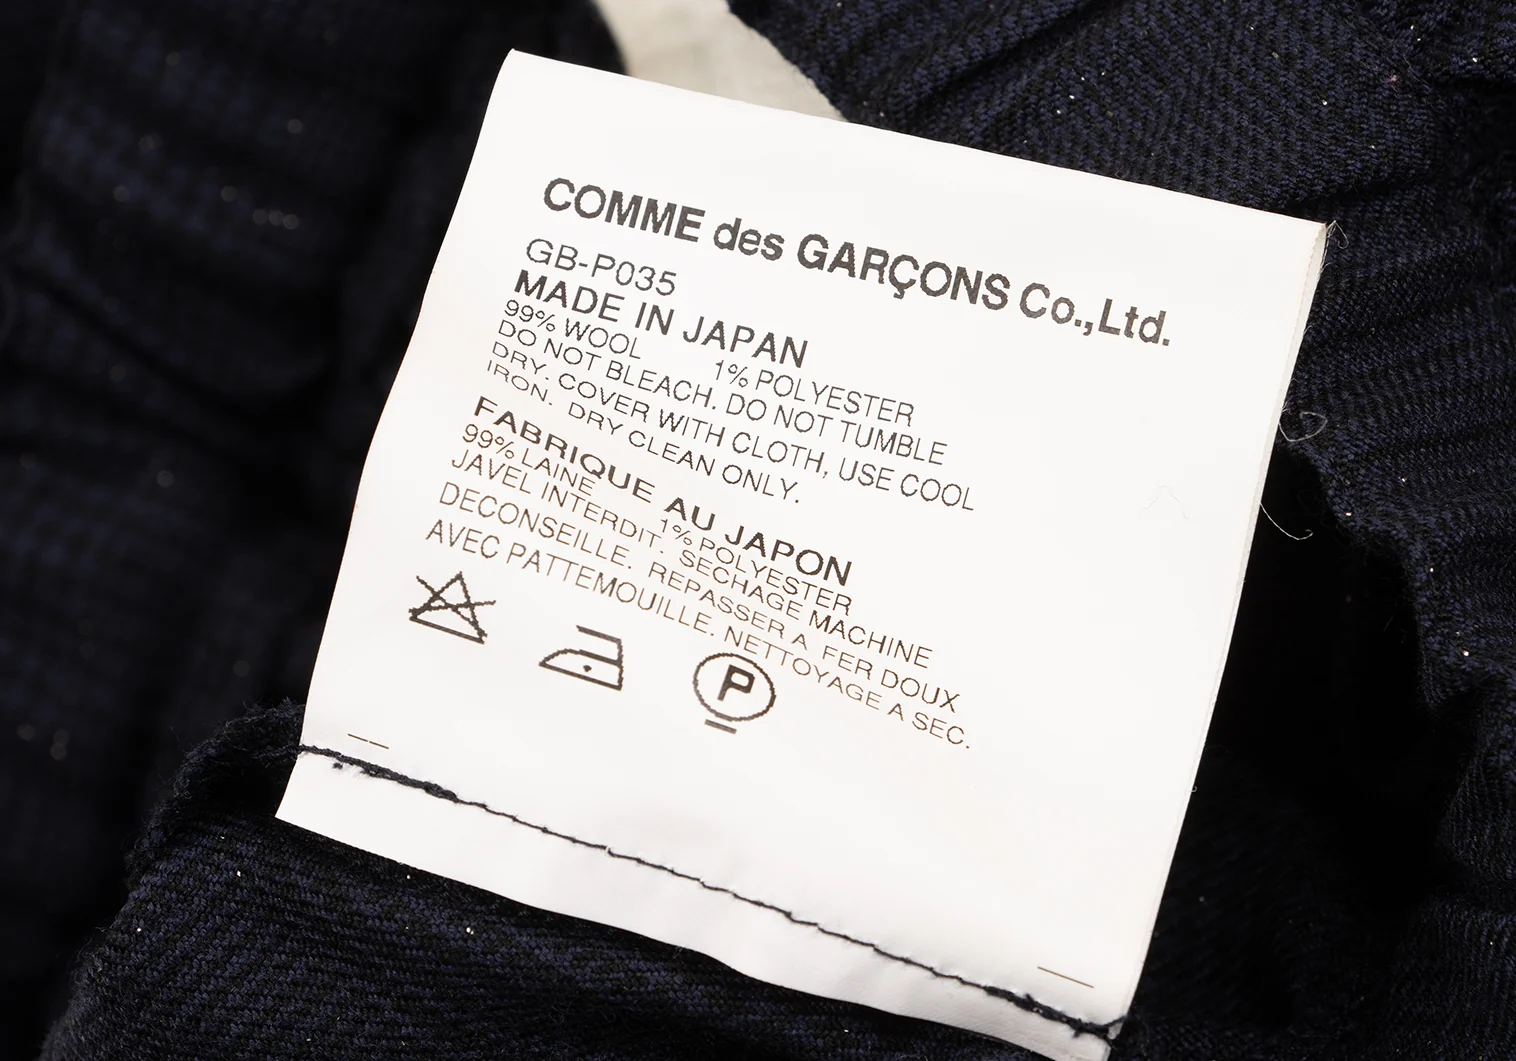 COMME des GARÇONS Co.,Ltd.
GB-P035
MADE IN JAPAN
99% WOOL 1% POLYESTER
DO NOT BLEACH. DO NOT TUMBLE
DRY. COVER WITH CLOTH, USE COOL
IRON. DRY CLEAN ONLY.
FABRIQUE AU JAPON
99% LAINE 1% POLYESTER
JAVEL INTERDIT. SECHAGE MACHINE
DECONSEILLE. REPASSER A FER DOUX
AVEC PATTEMOUILLE. NETTOYAGE A SEC.
P